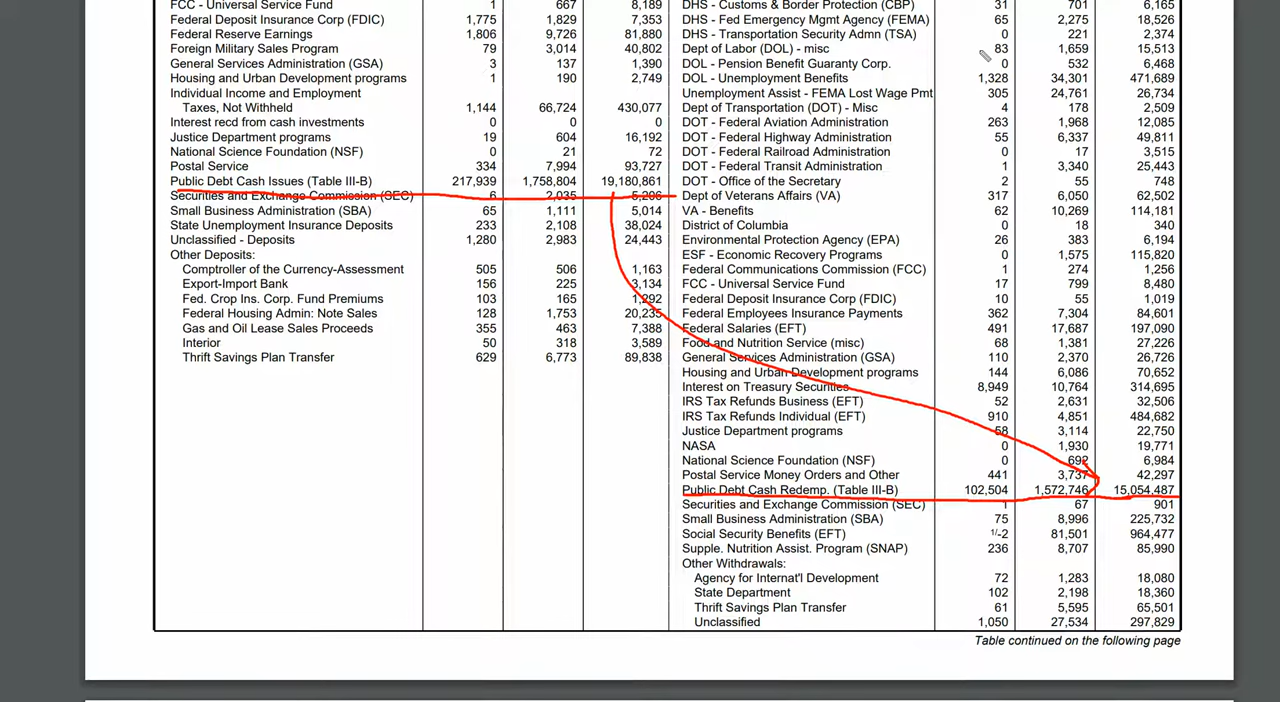 FCC - Universal Service Fund 1 667 8,189
Federal Deposit Insurance Corp (FDIC) 1,775 1,829 7,353
Federal Reserve Earnings 1,806 9,726 81,880
Foreign Military Sales Program 79 3,014 40,802
General Services Administration (GSA) 3 137 1,390
Housing and Urban Development programs 1 190 2,749
Individual Income and Employment
Taxes, Not Withheld 1,144 66,724 430,077
Interest recd from cash investments 0 0 0
Justice Department programs 19 604 16,192
National Science Foundation (NSF) 0 21 72
Postal Service 334 7,994 93,727
Public Debt Cash Issues (Table III-B) 217,939 1,758,804 19,180,861
Securities and Exchange Commission (SEC) 6 2,035 5,206
Small Business Administration (SBA) 65 1,111 5,014
State Unemployment Insurance Deposits 233 2,108 38,024
Unclassified - Deposits 1,280 2,983 24,443
Other Deposits:
Comptroller of the Currency-Assessment 505 506 1,163
Export-Import Bank 156 225 3,134
Fed. Crop Ins. Corp. Fund Premiums 103 165 1,292
Federal Housing Admin: Note Sales 128 1,753 20,235
Gas and Oil Lease Sales Proceeds 355 463 7,388
Interior 50 318 3,589
Thrift Savings Plan Transfer 629 6,773 89,838
DHS - Customs & Border Protection (CBP) 31 701 6,165
DHS - Fed Emergency Mgmt Agency (FEMA) 65 2,275 18,526
DHS - Transportation Security Admn (TSA) 0 221 2,374
Dept of Labor (DOL) - misc 83 1,659 15,513
DOL - Pension Benefit Guaranty Corp. 0 532 6,468
DOL - Unemployment Benefits 1,328 34,301 471,689
Unemployment Assist - FEMA Lost Wage Pmt 305 24,761 26,734
Dept of Transportation (DOT) - Misc 4 178 2,509
DOT - Federal Aviation Administration 263 1,968 12,085
DOT - Federal Highway Administration 55 6,337 49,811
DOT - Federal Railroad Administration 0 17 3,515
DOT - Federal Transit Administration 1 3,340 25,443
DOT - Office of the Secretary 2 55 748
Dept of Veterans Affairs (VA) 317 6,050 62,502
VA - Benefits 62 10,269 114,181
District of Columbia 0 18 340
Environmental Protection Agency (EPA) 26 383 6,194
ESF - Economic Recovery Programs 0 1,575 115,820
Federal Communications Commission (FCC) 1 274 1,256
FCC - Universal Service Fund 17 799 8,480
Federal Deposit Insurance Corp (FDIC) 10 55 1,019
Federal Employees Insurance Payments 362 7,304 84,601
Federal Salaries (EFT) 491 17,687 197,090
Food and Nutrition Service (misc) 68 1,381 27,226
General Services Administration (GSA) 110 2,370 26,726
Housing and Urban Development programs 144 6,086 70,652
Interest on Treasury Securities 8,949 10,764 314,695
IRS Tax Refunds Business (EFT) 52 2,631 32,506
IRS Tax Refunds Individual (EFT) 910 4,851 484,682
Justice Department programs 58 3,114 22,750
NASA 0 1,930 19,771
National Science Foundation (NSF) 0 692 6,984
Postal Service Money Orders and Other 441 3,737 42,297
Public Debt Cash Redemp. (Table III-B) 102,504 1,572,746 15,054,487
Securities and Exchange Commission (SEC) 1 67 901
Small Business Administration (SBA) 75 8,996 225,732
Social Security Benefits (EFT) 1/-2 81,501 964,477
Supple. Nutrition Assist. Program (SNAP) 236 8,707 85,990
Other Withdrawals:
Agency for Internat'l Development 72 1,283 18,080
State Department 102 2,198 18,360
Thrift Savings Plan Transfer 61 5,595 65,501
Unclassified 1,050 27,534 297,829
Table continued on the following page